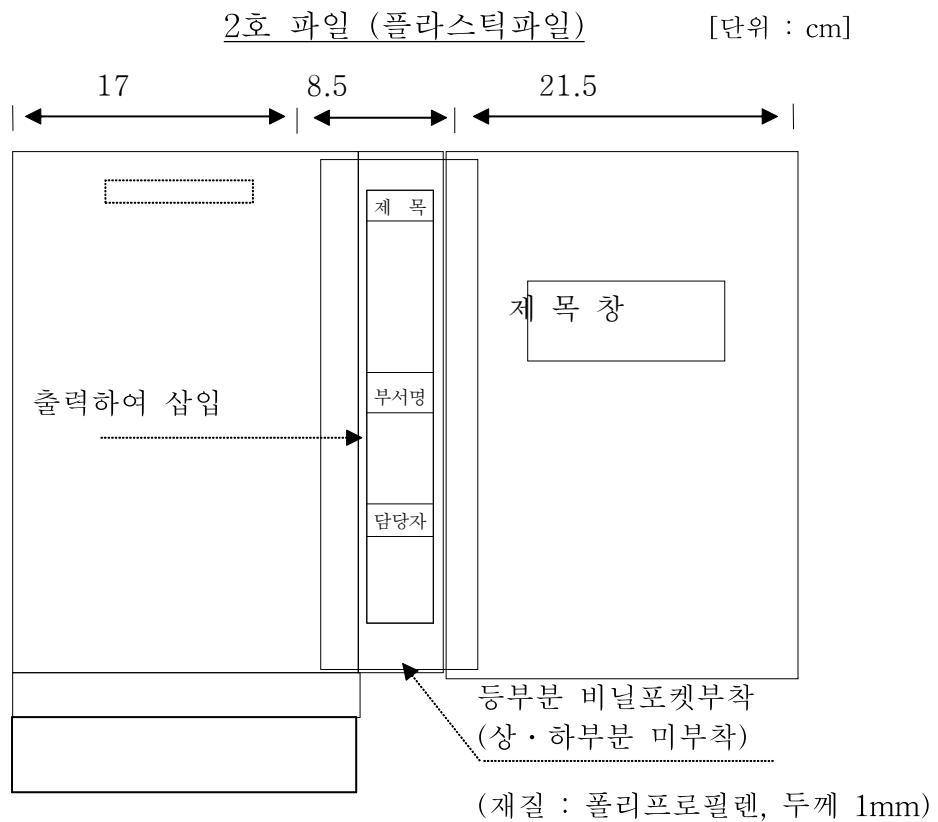 2호 파일 (플라스틱파일)
[단위 : cm]
17
8.5
21.5
제 목
제 목 창
부서명
출력하여 삽입
담당자
등부분 비닐포켓부착
(상·하부분 미부착)
(재질 : 폴리프로필렌, 두께 1mm)